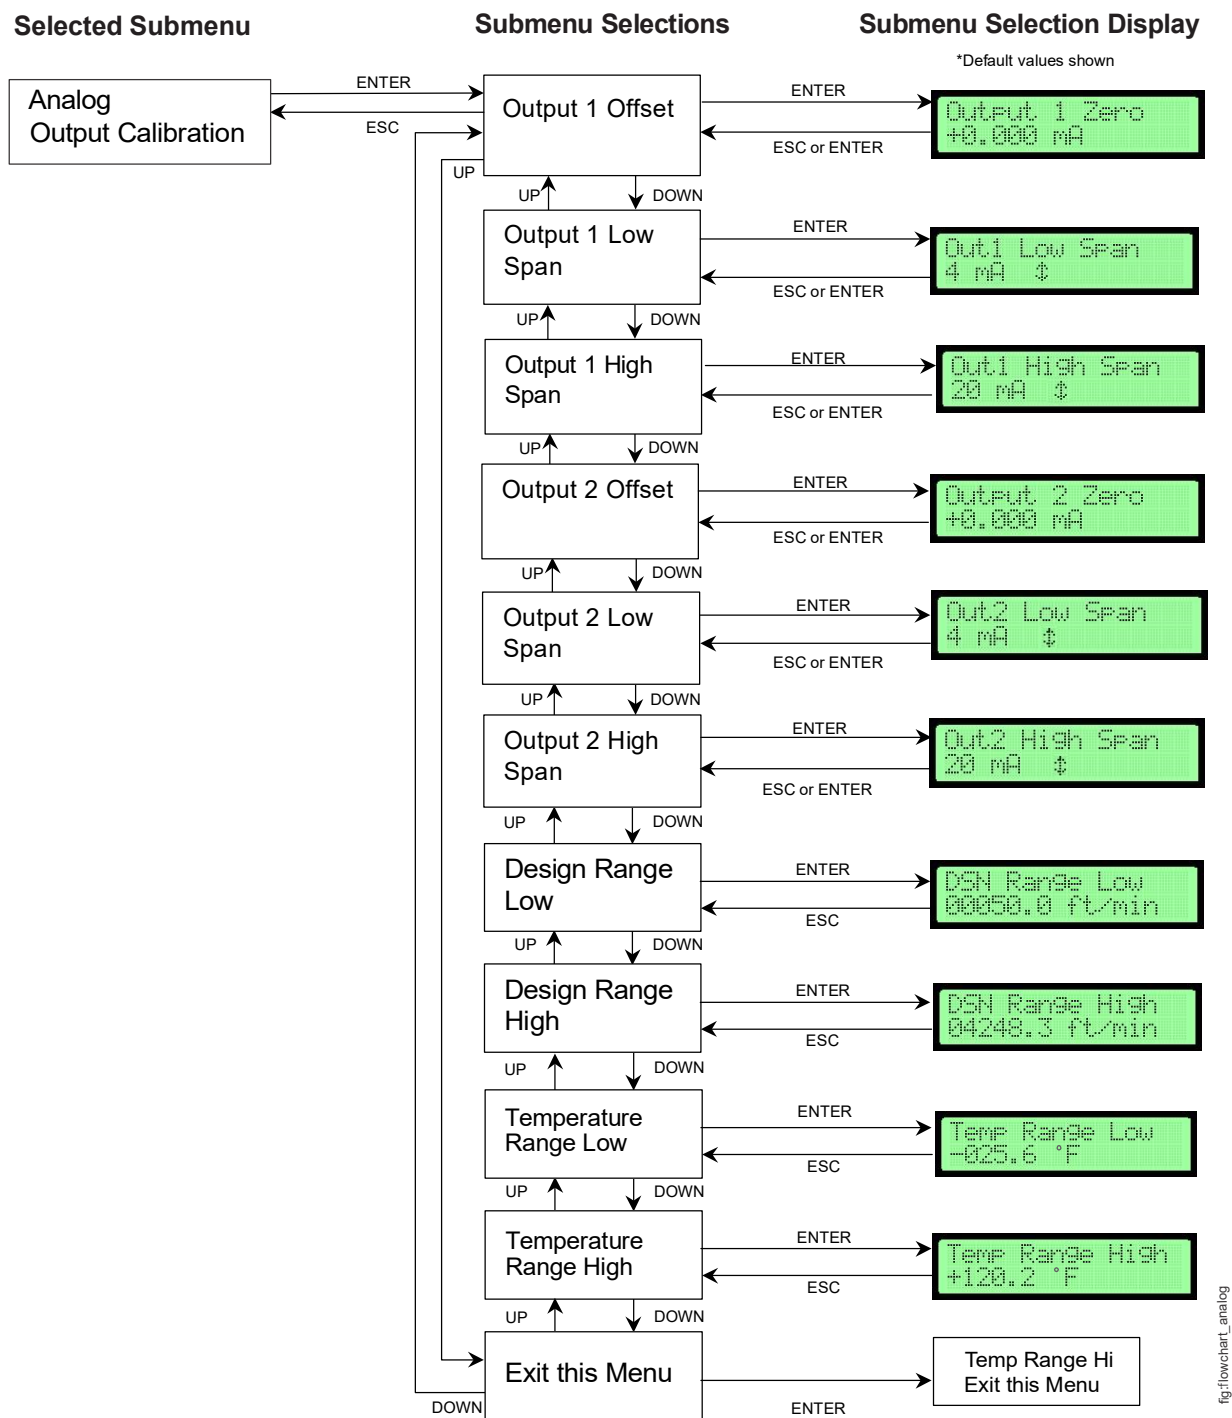 Selected Submenu
Submenu Selections
Submenu Selection Display
*Default values shown
Analog
Output Calibration
ENTER
ESC
Output 1 Offset
ENTER
ESC or ENTER
Output 1 Zero
+0.000 mA
UP
UP
DOWN
Output 1 Low
Span
ENTER
ESC or ENTER
Out1 Low Span
4 mA ↕
UP
DOWN
Output 1 High
Span
ENTER
ESC or ENTER
Out1 High Span
20 mA ↕
UP
DOWN
Output 2 Offset
ENTER
ESC or ENTER
Output 2 Zero
+0.000 mA
UP
DOWN
Output 2 Low
Span
ENTER
ESC or ENTER
Out2 Low Span
4 mA ↕
UP
DOWN
Output 2 High
Span
ENTER
ESC or ENTER
Out2 High Span
20 mA ↕
UP
DOWN
Design Range
Low
ENTER
ESC
DSN Range Low
00050.0 ft/min
UP
DOWN
Design Range
High
ENTER
ESC
DSN Range High
04248.3 ft/min
UP
DOWN
Temperature
Range Low
ENTER
ESC
Temp Range Low
-025.6 °F
UP
DOWN
Temperature
Range High
ENTER
ESC
Temp Range High
+120.2 °F
UP
DOWN
Exit this Menu
DOWN
ENTER
Temp Range Hi
Exit this Menu
fig:flowchart_analog